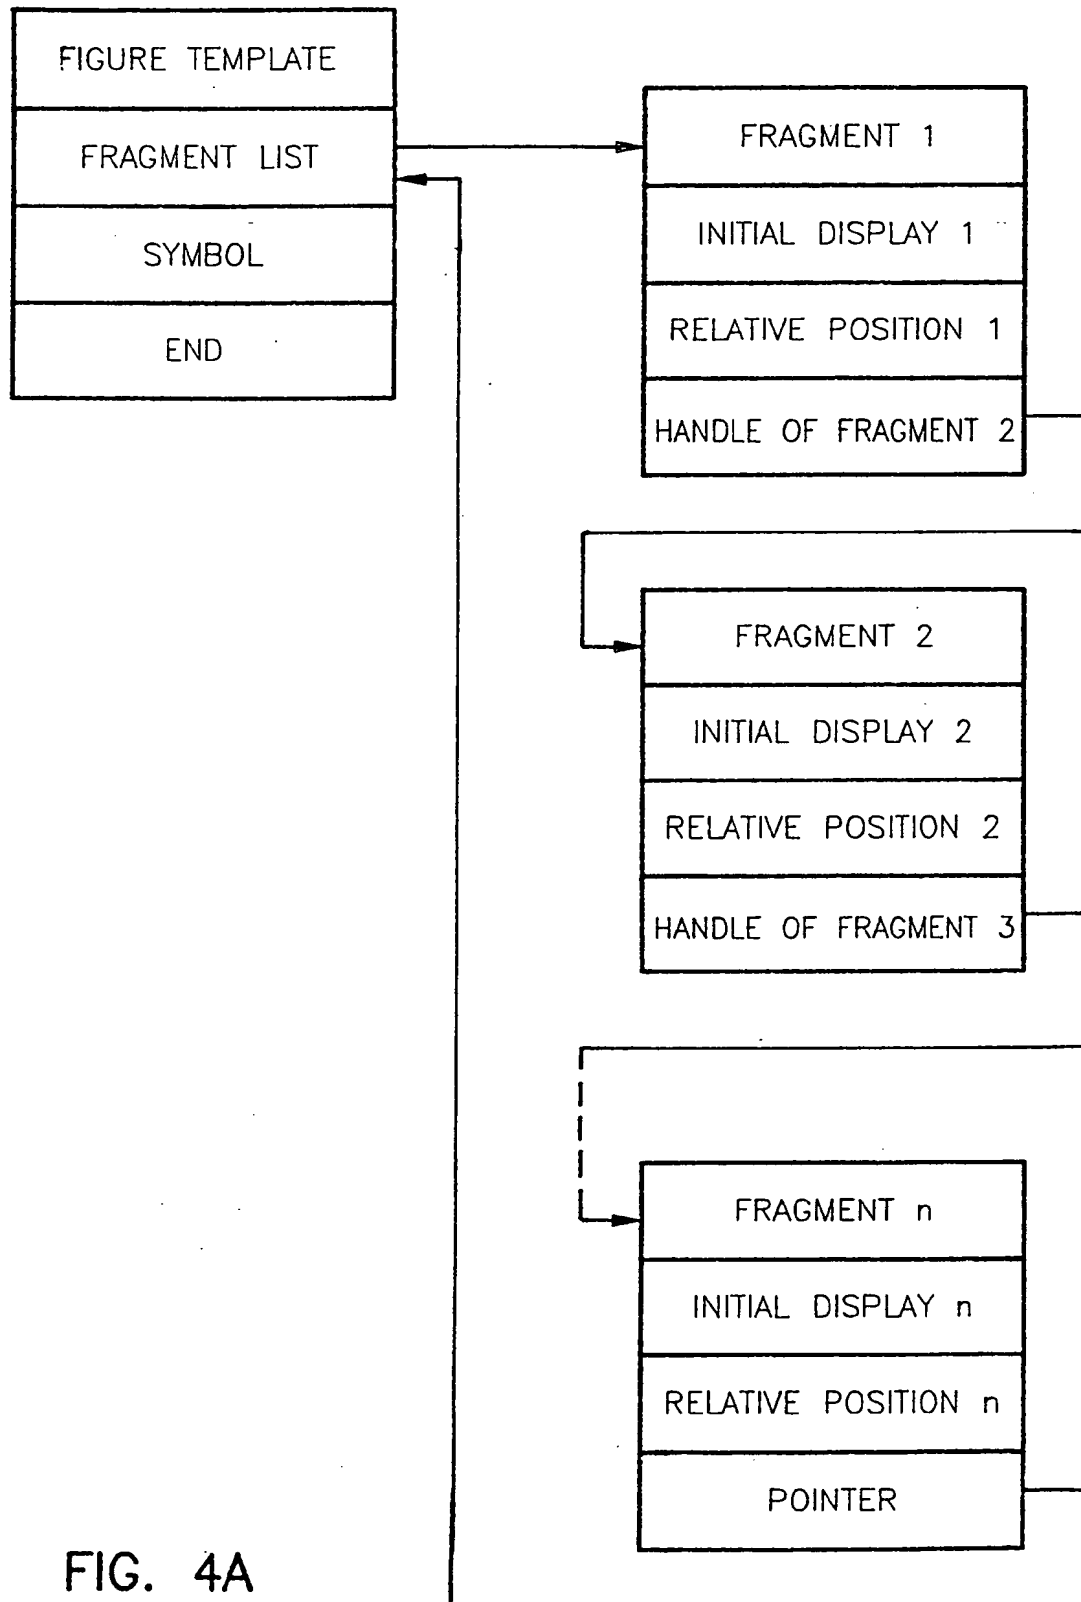 FIGURE TEMPLATE
FRAGMENT LIST
SYMBOL
END
FRAGMENT 1
INITIAL DISPLAY 1
RELATIVE POSITION 1
HANDLE OF FRAGMENT 2
FRAGMENT 2
INITIAL DISPLAY 2
RELATIVE POSITION 2
HANDLE OF FRAGMENT 3
FRAGMENT n
INITIAL DISPLAY n
RELATIVE POSITION n
POINTER
FIG. 4A